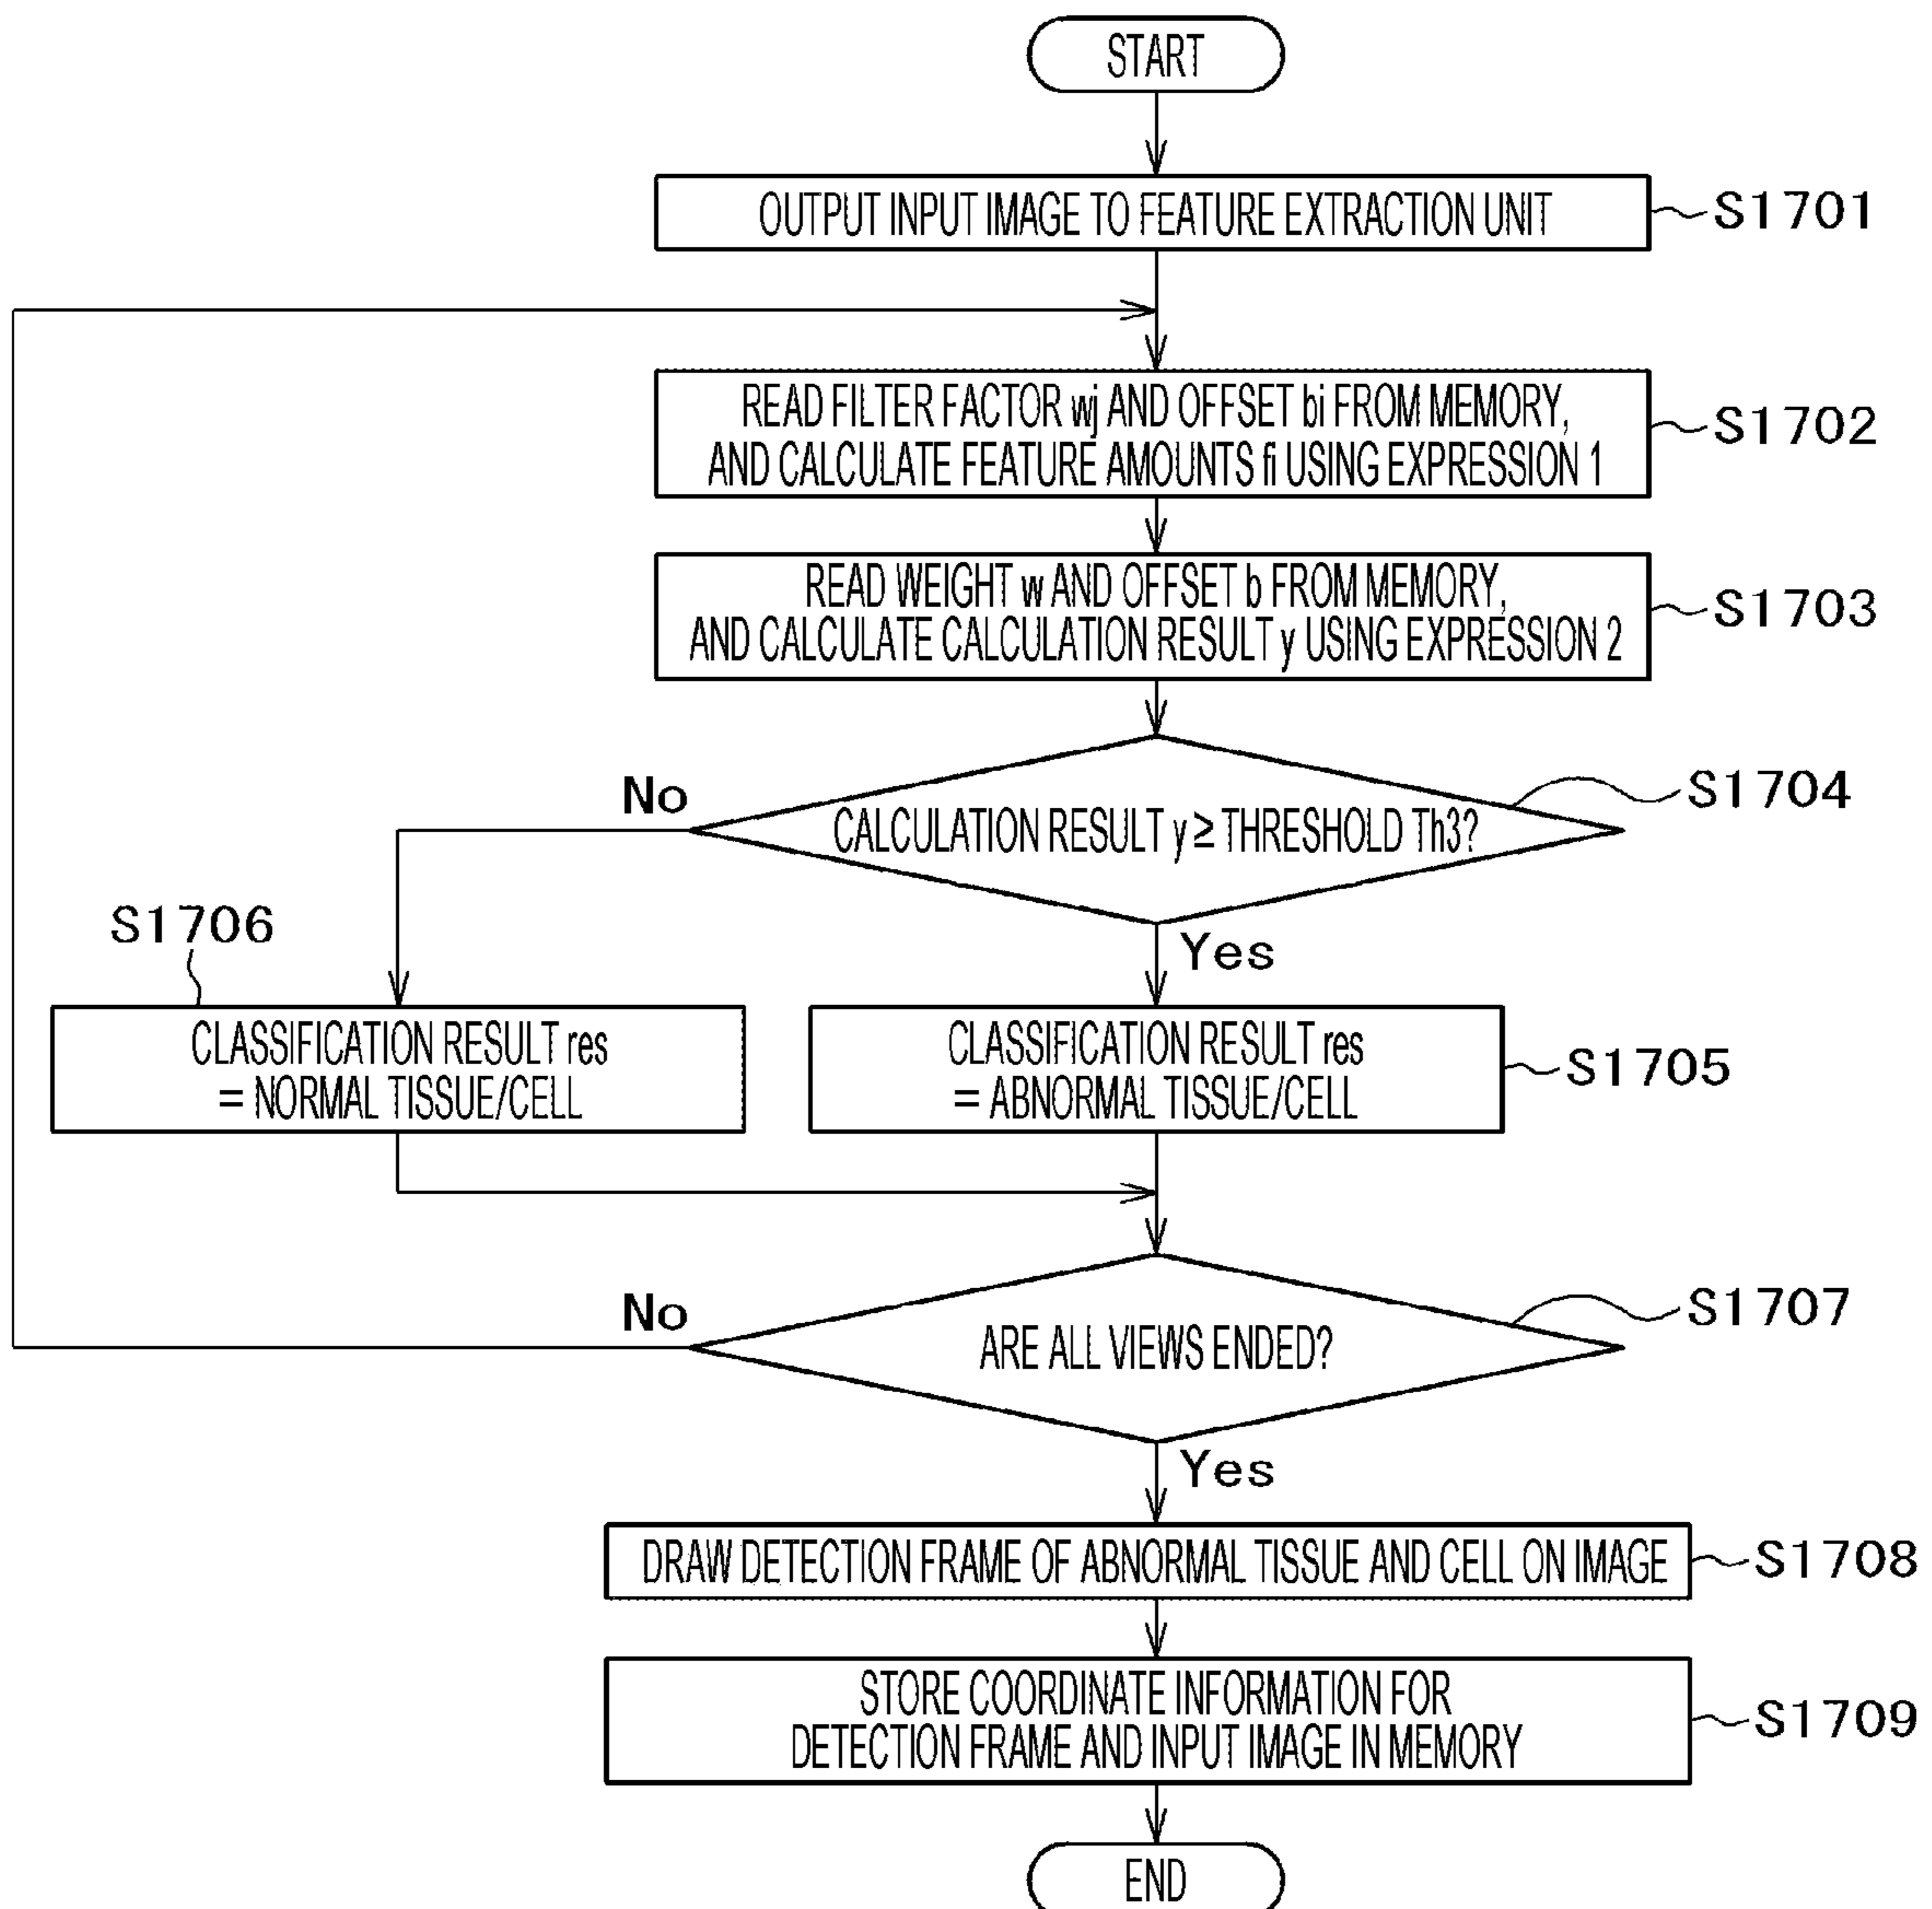 START
OUTPUT INPUT IMAGE TO FEATURE EXTRACTION UNIT
S1701
READ FILTER FACTOR wj AND OFFSET bi FROM MEMORY,
AND CALCULATE FEATURE AMOUNTS fi USING EXPRESSION 1
S1702
READ WEIGHT w AND OFFSET b FROM MEMORY,
AND CALCULATE CALCULATION RESULT y USING EXPRESSION 2
S1703
CALCULATION RESULT y ≥ THRESHOLD Th3?
S1704
No
Yes
S1706
CLASSIFICATION RESULT res
= NORMAL TISSUE/CELL
CLASSIFICATION RESULT res
= ABNORMAL TISSUE/CELL
S1705
ARE ALL VIEWS ENDED?
S1707
No
Yes
DRAW DETECTION FRAME OF ABNORMAL TISSUE AND CELL ON IMAGE
S1708
STORE COORDINATE INFORMATION FOR
DETECTION FRAME AND INPUT IMAGE IN MEMORY
S1709
END